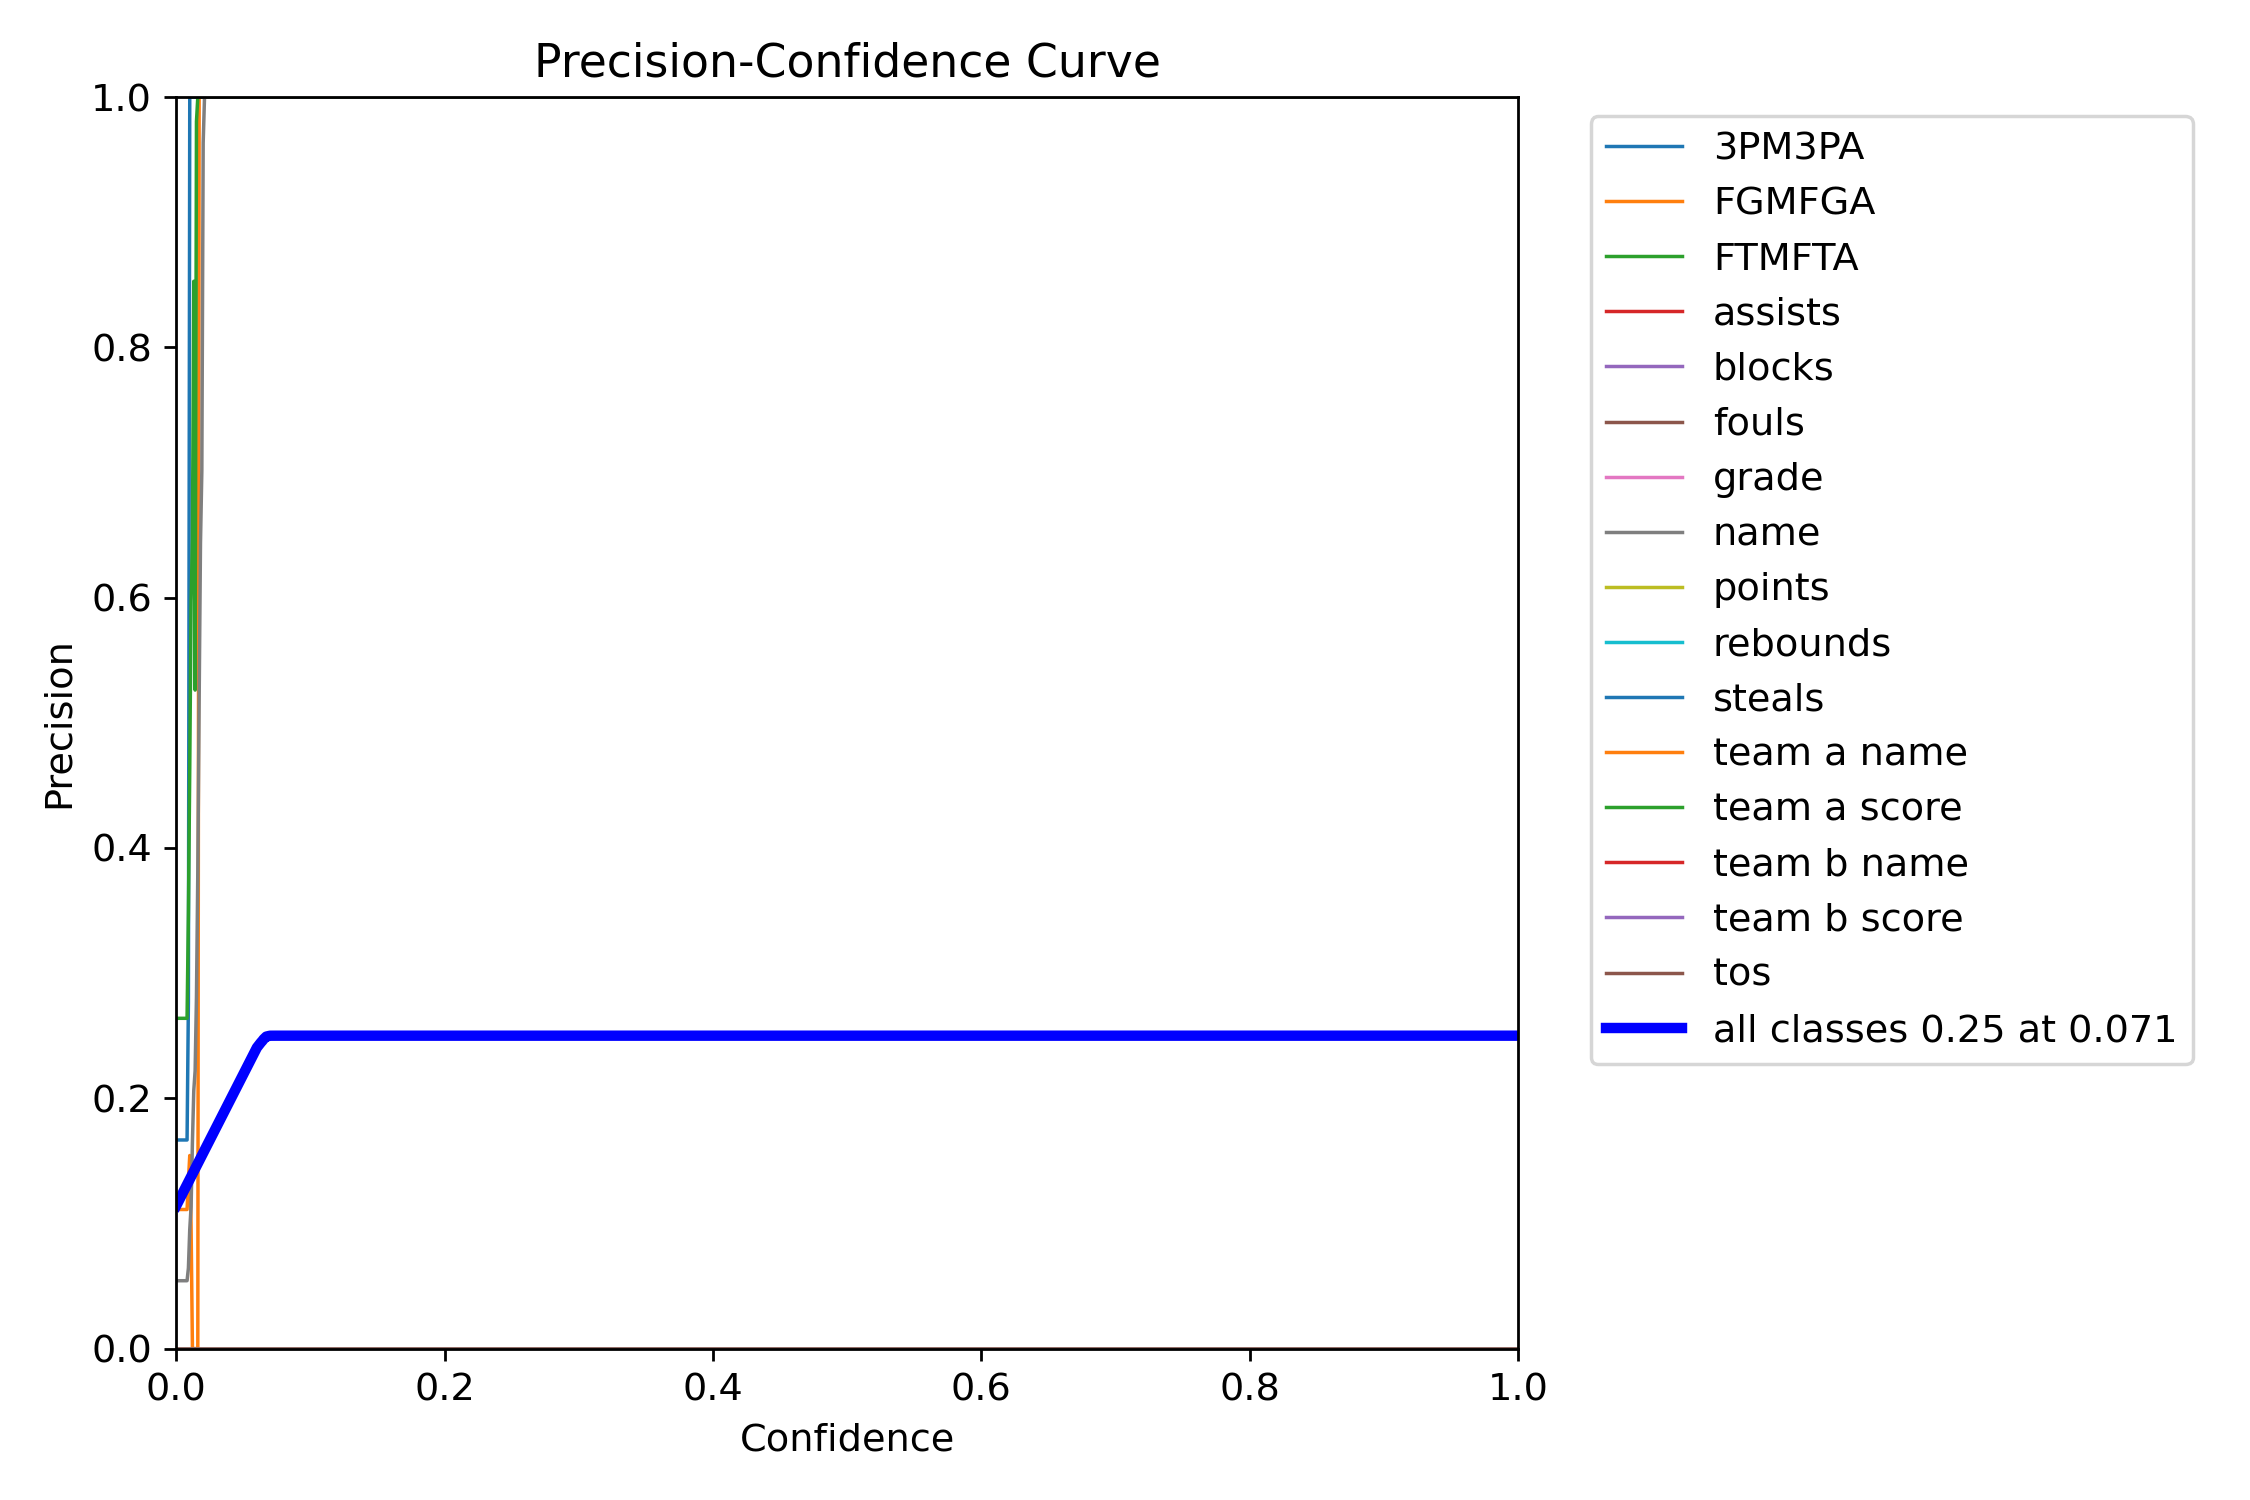 Precision-Confidence Curve
1.0
0.8
0.6
0.4
0.2
0.0
Precision
0.0 0.2 0.4 0.6 0.8 1.0
Confidence
3PM3PA
FGMFGA
FTMFTA
assists
blocks
fouls
grade
name
points
rebounds
steals
team a name
team a score
team b name
team b score
tos
all classes 0.25 at 0.071